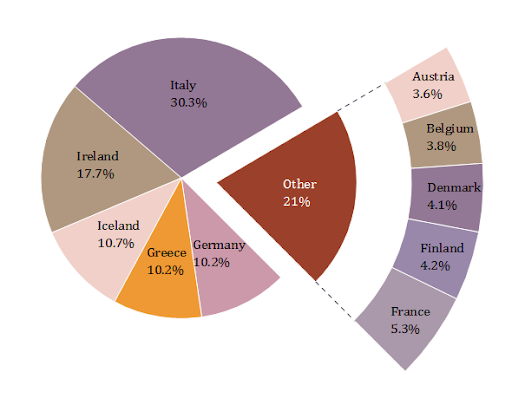 Italy
30.3%
Ireland
17.7%
Iceland
10.7%
Greece
10.2%
Germany
10.2%
Other
21%
Austria
3.6%
Belgium
3.8%
Denmark
4.1%
Finland
4.2%
France
5.3%